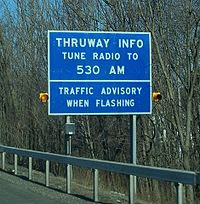 THRUWAY INFO
TUNE RADIO TO
530 AM
TRAFFIC ADVISORY
WHEN FLASHING